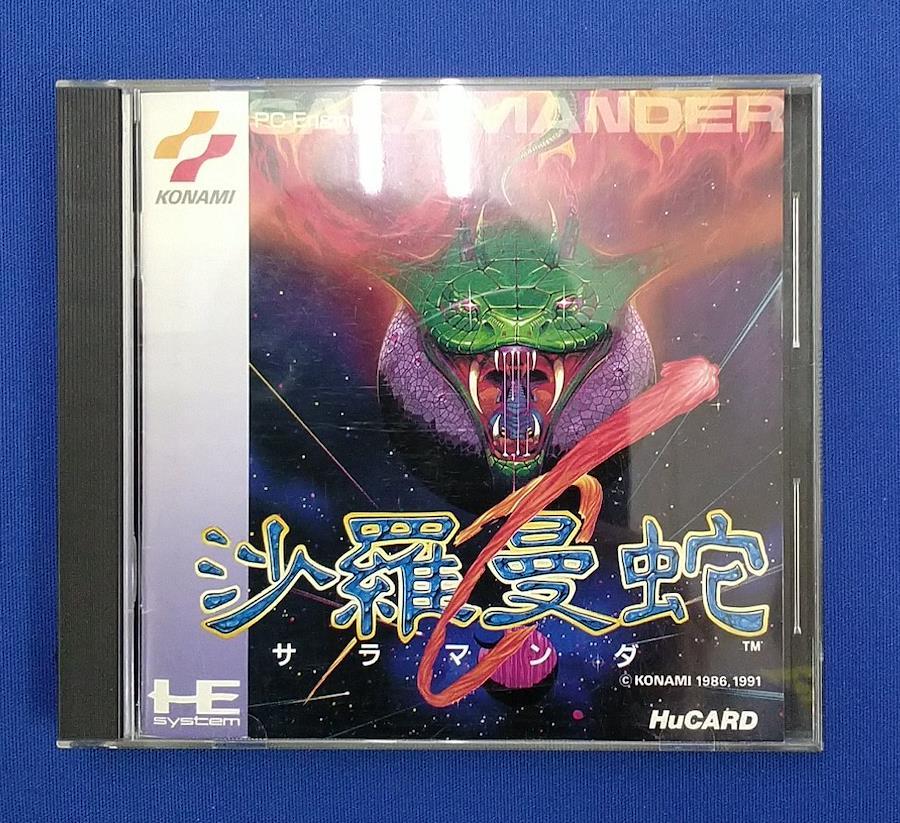 SALAMANDER
PC-Engine
KONAMI
沙羅曼蛇
サラマンダ
TM
© KONAMI 1986, 1991
HE
system
HuCARD